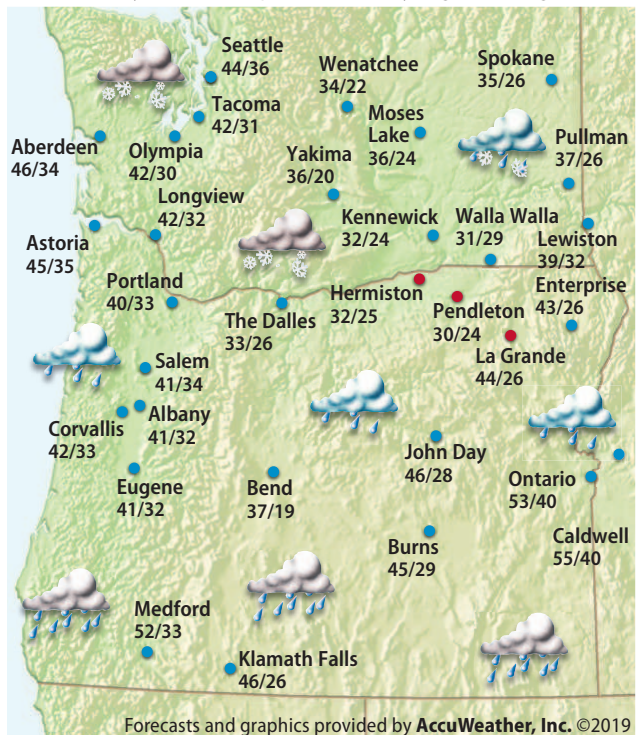 Seattle
44/36
Wenatchee
34/22
Spokane
35/26
Tacoma
42/31
Moses
Lake
36/24
Aberdeen
46/34
Olympia
42/30
Yakima
36/20
Pullman
37/26
Longview
42/32
Kennewick
32/24
Walla Walla
31/29
Lewiston
39/32
Astoria
45/35
Portland
40/33
The Dalles
33/26
Hermiston
32/25
Pendleton
30/24
Enterprise
43/26
La Grande
44/26
Salem
41/34
Corvallis
42/33
Albany
41/32
John Day
46/28
Ontario
53/40
Eugene
41/32
Bend
37/19
Burns
45/29
Caldwell
55/40
Medford
52/33
Klamath Falls
46/26
Forecasts and graphics provided by AccuWeather, Inc. ©2019